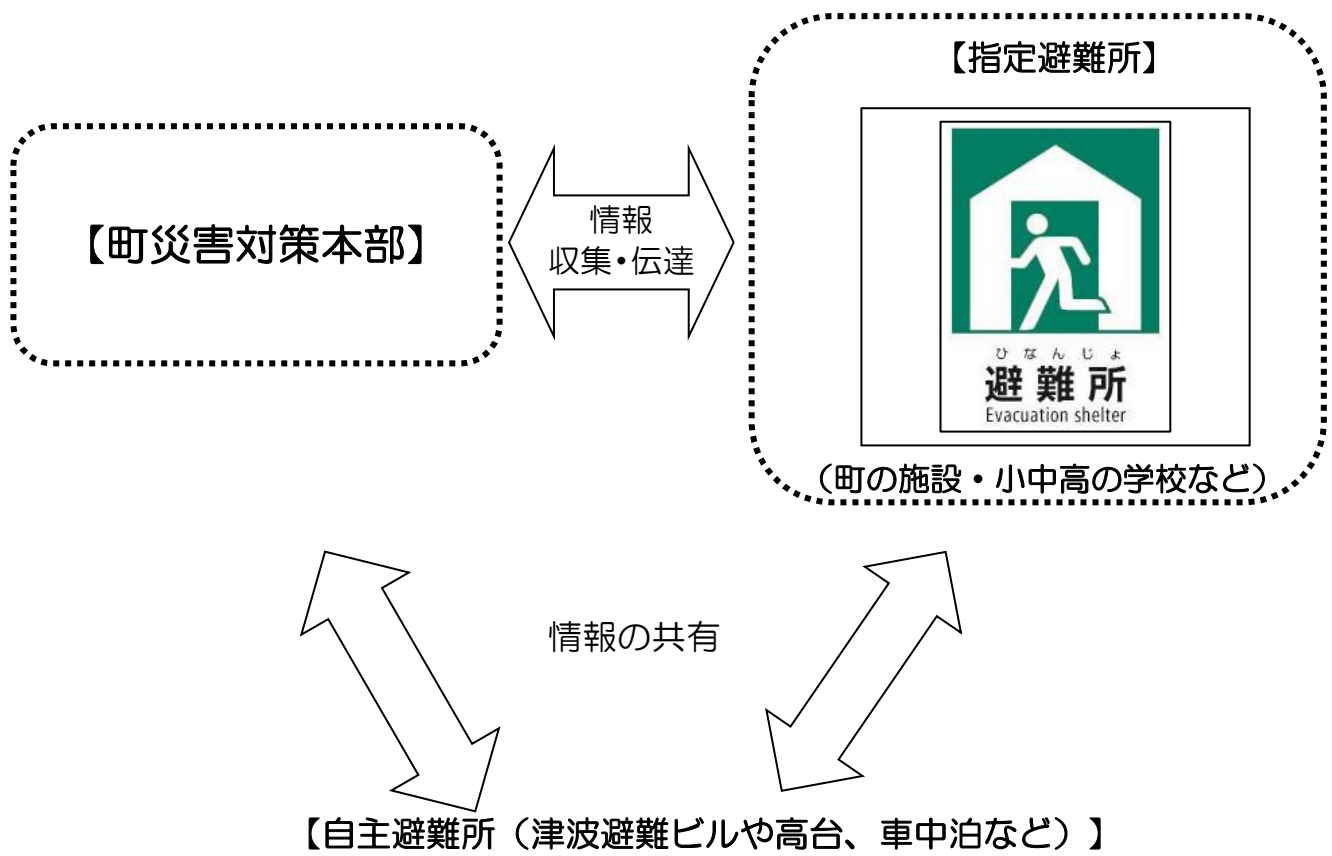 【指定避難所】
【町災害対策本部】
情報
収集・伝達
ひなんじょ
避難所
Evacuation shelter
（町の施設・小中高の学校など）
情報の共有
【自主避難所（津波避難ビルや高台、車中泊など）】